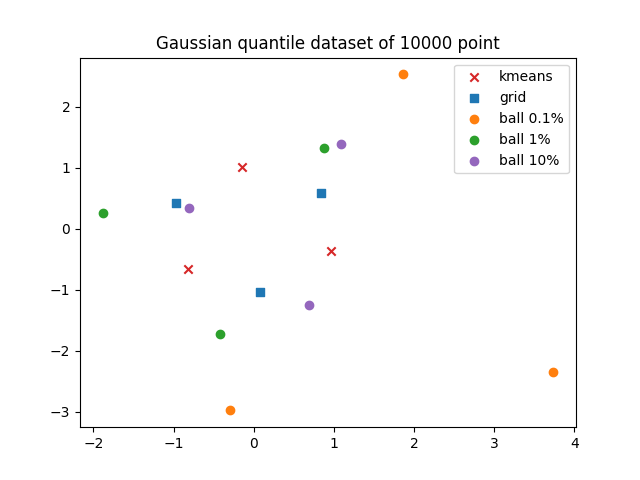 Gaussian quantile dataset of 10000 point
kmeans
grid
ball 0.1%
ball 1%
ball 10%
2
1
0
−1
−2
−3
−2 −1 0 1 2 3 4